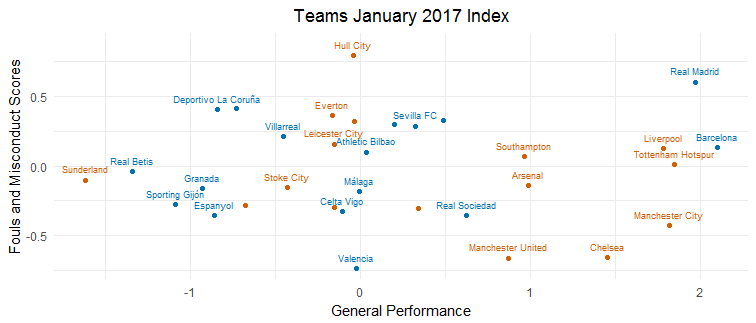 Teams January 2017 Index
Hull City
Real Madrid
Deportivo La Coruña
Everton
Sevilla FC
Villarreal
Leicester City
Athletic Bilbao
Southampton
Liverpool
Barcelona
Real Betis
Tottenham Hotspur
Sunderland
Granada
Stoke City
Málaga
Arsenal
Sporting Gijón
Espanyol
Celta Vigo
Real Sociedad
Manchester City
Manchester United
Chelsea
Valencia
0.5
0.0
-0.5
Fouls and Misconduct Scores
-1
0
1
2
General Performance